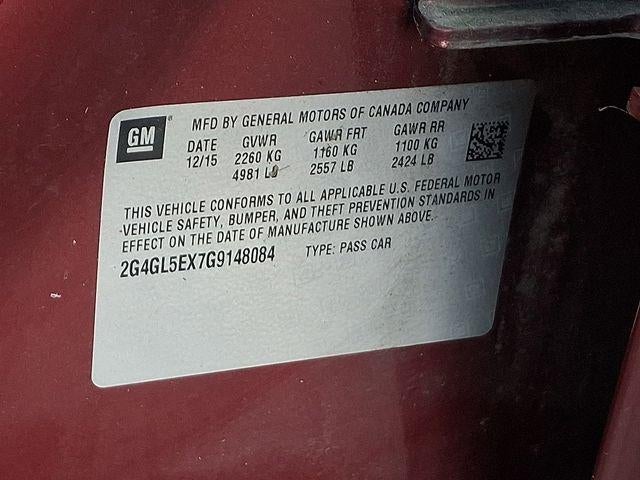 GM
MFD BY GENERAL MOTORS OF CANADA COMPANY
DATE GVWR GAWR FRT GAWR RR
12/15 2260 KG 1160 KG 1100 KG
4981 LB 2557 LB 2424 LB
THIS VEHICLE CONFORMS TO ALL APPLICABLE U.S. FEDERAL MOTOR
VEHICLE SAFETY, BUMPER, AND THEFT PREVENTION STANDARDS IN
EFFECT ON THE DATE OF MANUFACTURE SHOWN ABOVE.
2G4GL5EX7G9148084 TYPE: PASS CAR